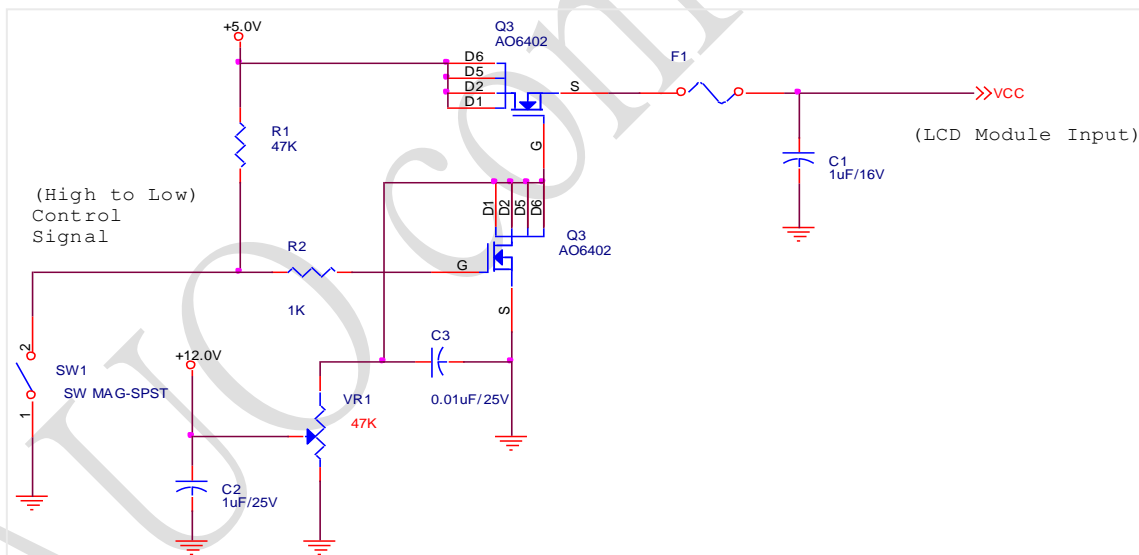 +5.0V
Q3
AO6402
D6
D5
D2
D1
S
G
F1
VCC
(LCD Module Input)
C1
1uF/16V
R1
47K
(High to Low)
Control
Signal
R2
1K
D1
D2
D5
D6
Q3
AO6402
G
S
2
SW1
SW MAG-SPST
1
+12.0V
C3
0.01uF/25V
VR1
47K
C2
1uF/25V
AUO com